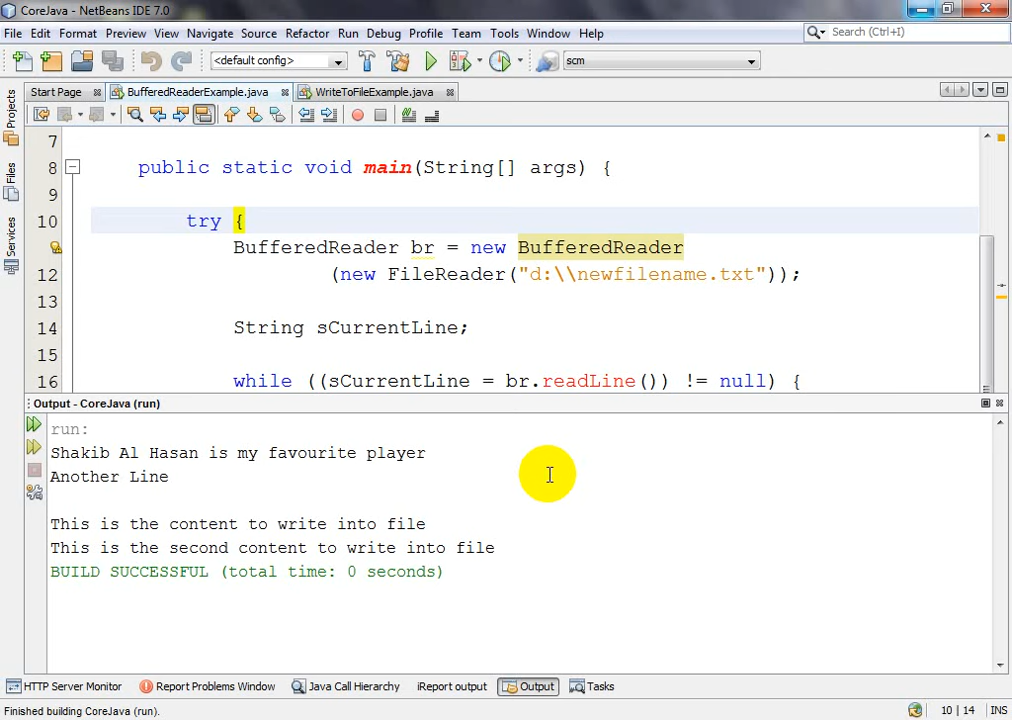 CoreJava - NetBeans IDE 7.0
File Edit Format Preview View Navigate Source Refactor Run Debug Profile Team Tools Window Help
Search (Ctrl+I)
<default config>
scm
Start Page
BufferedReaderExample.java
WriteToFileExample.java
Projects
Files
Services
7
8 public static void main(String[] args) {
9
10 try {
BufferedReader br = new BufferedReader
12 (new FileReader("d:\\newfilename.txt"));
13
14 String sCurrentLine;
15
16 while ((sCurrentLine = br.readLine()) != null) {
Output - CoreJava (run)
run:
Shakib Al Hasan is my favourite player
Another Line
This is the content to write into file
This is the second content to write into file
BUILD SUCCESSFUL (total time: 0 seconds)
HTTP Server Monitor
Report Problems Window
Java Call Hierarchy
iReport output
Output
Tasks
Finished building CoreJava (run).
10 | 14
INS